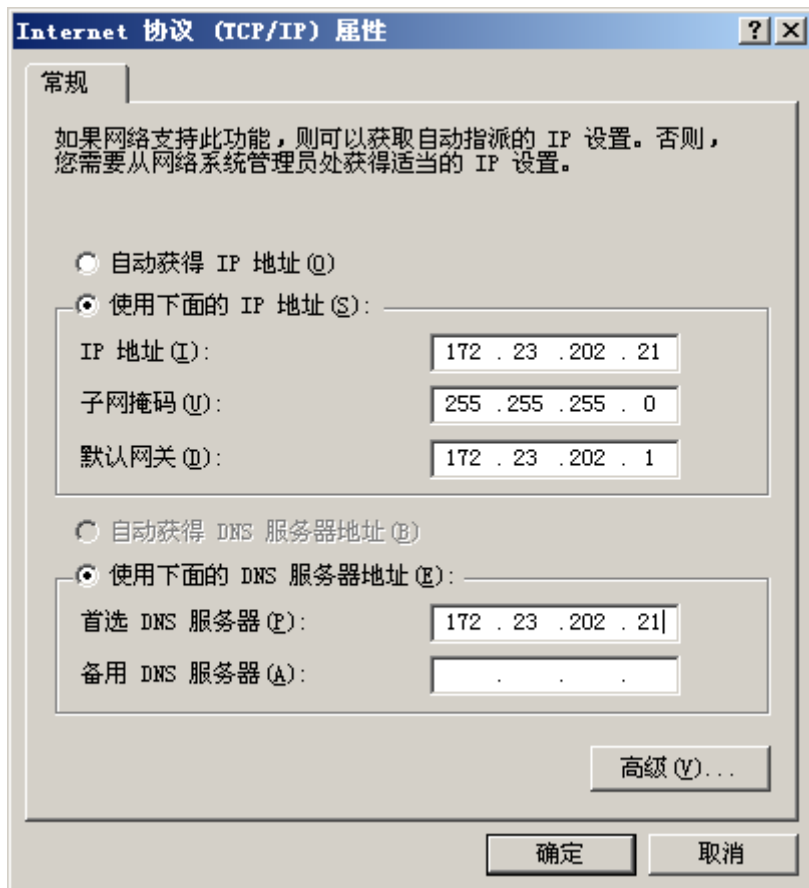 Internet 协议 (TCP/IP) 属性
常规
如果网络支持此功能，则可以获取自动指派的 IP 设置。否则，
您需要从网络系统管理员处获得适当的 IP 设置。
自动获得 IP 地址(O)
使用下面的 IP 地址(S):
IP 地址(I): 172 . 23 .202 . 21
子网掩码(U): 255 .255 .255 . 0
默认网关(D): 172 . 23 .202 . 1
自动获得 DNS 服务器地址(B)
使用下面的 DNS 服务器地址(E):
首选 DNS 服务器(P): 172 . 23 .202 . 21
备用 DNS 服务器(A): . . .
高级(V)...
确定 取消